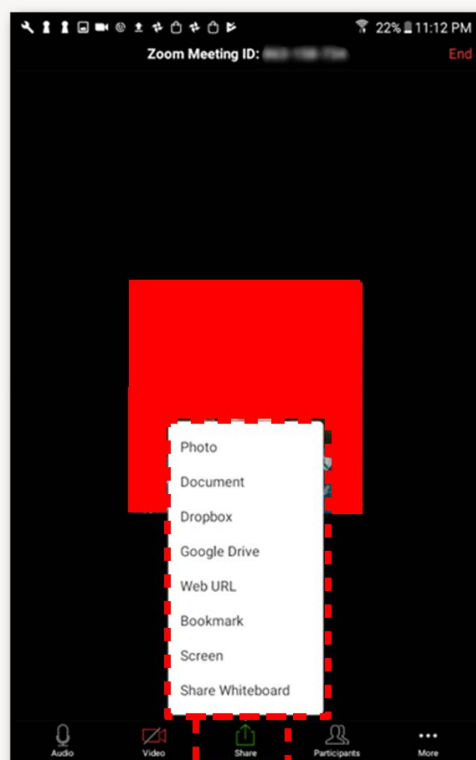 22% 11:12 PM
Zoom Meeting ID:
End
Photo
Document
Dropbox
Google Drive
Web URL
Bookmark
Screen
Share Whiteboard
Audio Video Share Participants More